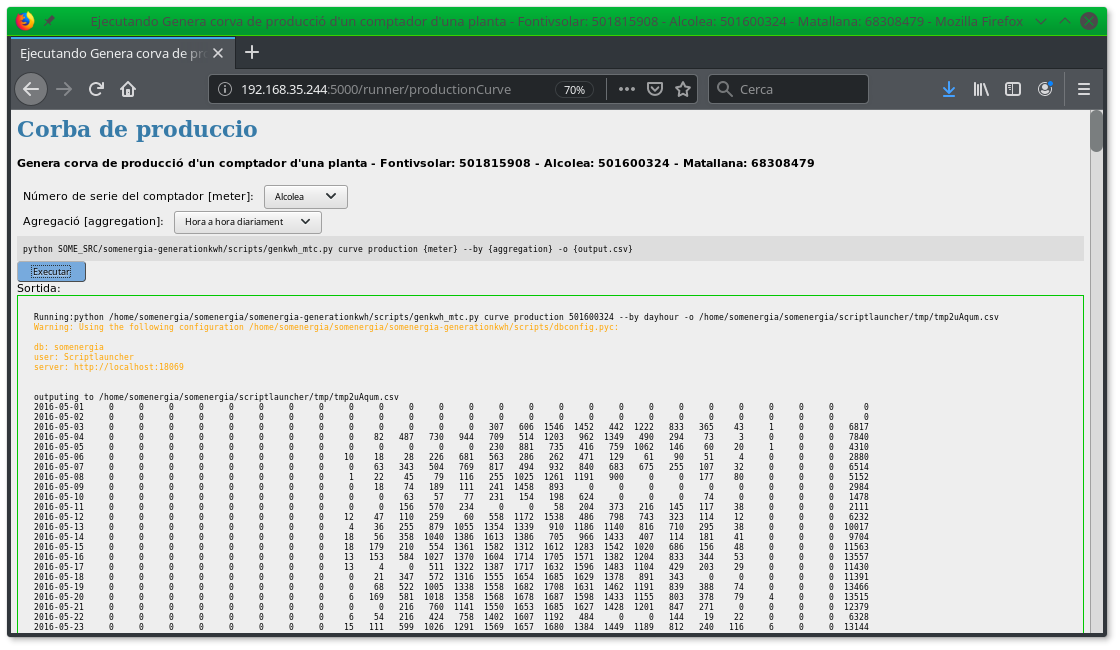 Ejecutando Genera corva de producció d'un comptador d'una planta - Fontivsolar: 501815908 - Alcolea: 501600324 - Matallana: 68308479 - Mozilla Firefox
Ejecutando Genera corva de pro
192.168.35.244:5000/runner/productionCurve 70% Cerca
Corba de produccio
Genera corva de producció d'un comptador d'una planta - Fontivsolar: 501815908 - Alcolea: 501600324 - Matallana: 68308479
Número de serie del comptador [meter]: Alcolea
Agregació [aggregation]: Hora a hora diariament
python SOME_SRC/somenergia-generationkwh/scripts/genkwh_mtc.py curve production {meter} --by {aggregation} -o {output.csv}
Executar
Sortida:
Running:python /home/somenergia/somenergia/somenergia-generationkwh/scripts/genkwh_mtc.py curve production 501600324 --by dayhour -o /home/somenergia/somenergia/scriptlauncher/tmp/tmp2uAqum.csv
Warning: Using the following configuration /home/somenergia/somenergia/somenergia-generationkwh/scripts/dbconfig.pyc:
db: somenergia
user: Scriptlauncher
server: http://localhost:18069
outputing to /home/somenergia/somenergia/scriptlauncher/tmp/tmp2uAqum.csv
2016-05-01 0 0 0 0 0 0 0 0 0 0 0 0 0 0 0 0 0 0 0 0 0 0 0 0 0 0
2016-05-02 0 0 0 0 0 0 0 0 0 0 0 0 0 0 0 0 0 0 0 0 0 0 0 0 0 0
2016-05-03 0 0 0 0 0 0 0 0 0 0 0 0 0 307 606 1546 1452 442 1222 833 365 43 1 0 0 6817
2016-05-04 0 0 0 0 0 0 0 0 0 82 487 730 944 709 514 1203 962 1349 490 294 73 3 0 0 0 7840
2016-05-05 0 0 0 0 0 0 0 0 0 0 0 0 0 230 881 735 416 759 1062 146 60 20 1 0 0 4310
2016-05-06 0 0 0 0 0 0 0 0 10 18 28 226 681 563 286 262 471 129 61 90 51 4 0 0 0 2880
2016-05-07 0 0 0 0 0 0 0 0 0 63 343 504 769 817 494 932 840 683 675 255 107 32 0 0 0 6514
2016-05-08 0 0 0 0 0 0 0 0 1 22 45 79 116 255 1025 1261 1191 900 0 0 177 80 0 0 0 5152
2016-05-09 0 0 0 0 0 0 0 0 0 18 74 189 111 241 1458 893 0 0 0 0 0 0 0 0 0 2984
2016-05-10 0 0 0 0 0 0 0 0 0 0 63 57 77 231 154 198 624 0 0 0 74 0 0 0 0 1478
2016-05-11 0 0 0 0 0 0 0 0 0 0 156 570 234 0 0 58 204 373 216 145 117 38 0 0 0 2111
2016-05-12 0 0 0 0 0 0 0 0 12 47 110 259 60 558 1172 1538 486 798 743 323 114 12 0 0 0 6232
2016-05-13 0 0 0 0 0 0 0 0 4 36 255 879 1055 1354 1339 910 1186 1140 816 710 295 38 0 0 0 10017
2016-05-14 0 0 0 0 0 0 0 0 18 56 358 1040 1386 1613 1386 705 966 1433 407 114 181 41 0 0 0 9704
2016-05-15 0 0 0 0 0 0 0 0 18 179 210 554 1361 1582 1312 1612 1283 1542 1020 686 156 48 0 0 0 11563
2016-05-16 0 0 0 0 0 0 0 0 13 153 584 1027 1370 1604 1714 1705 1571 1382 1204 833 344 53 0 0 0 13557
2016-05-17 0 0 0 0 0 0 0 0 13 4 0 511 1322 1387 1717 1632 1596 1483 1104 429 203 29 0 0 0 11430
2016-05-18 0 0 0 0 0 0 0 0 0 21 347 572 1316 1555 1654 1685 1629 1378 891 343 0 0 0 0 0 11391
2016-05-19 0 0 0 0 0 0 0 0 0 68 522 1005 1338 1558 1682 1708 1631 1462 1191 839 388 74 0 0 0 13466
2016-05-20 0 0 0 0 0 0 0 0 6 169 581 1018 1358 1568 1678 1687 1598 1433 1155 803 378 79 4 0 0 13515
2016-05-21 0 0 0 0 0 0 0 0 0 0 216 760 1141 1550 1653 1685 1627 1428 1201 847 271 0 0 0 0 12379
2016-05-22 0 0 0 0 0 0 0 0 6 54 216 424 758 1402 1607 1192 484 0 0 144 19 22 0 0 0 6328
2016-05-23 0 0 0 0 0 0 0 0 15 111 599 1026 1291 1569 1657 1680 1384 1449 1189 812 240 116 6 0 0 13144